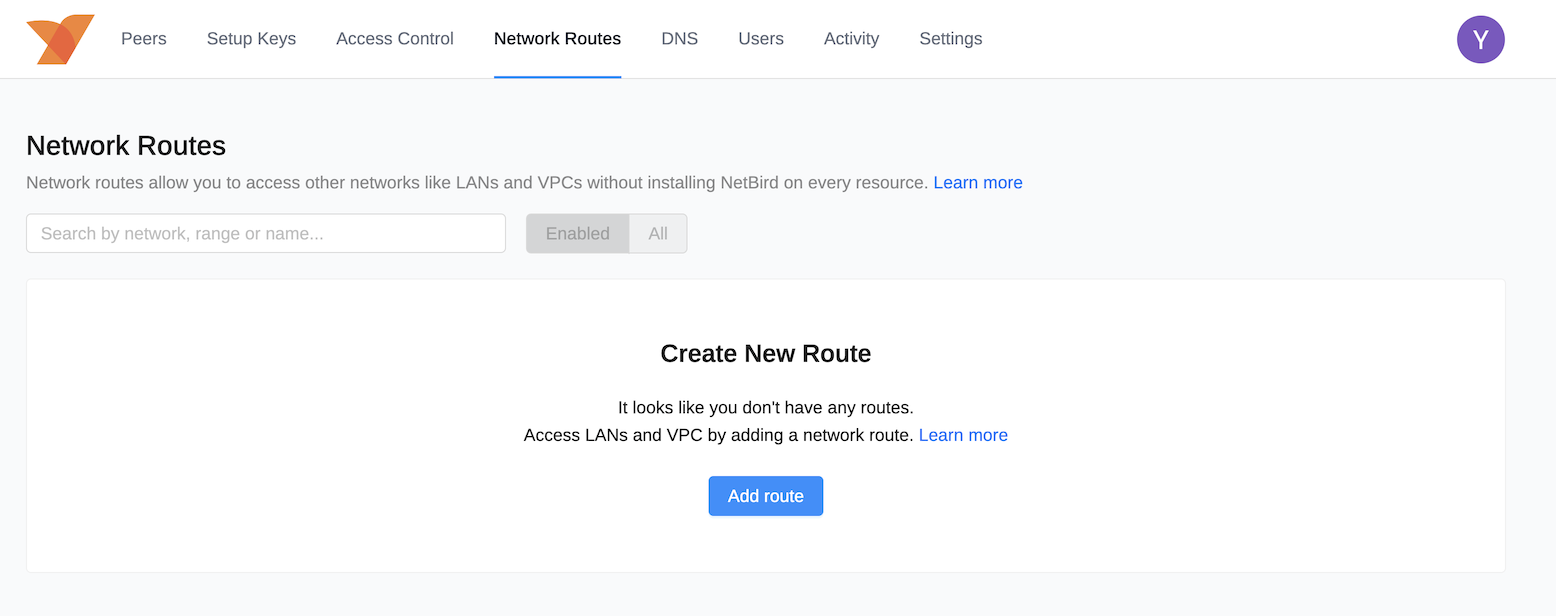 Peers Setup Keys Access Control Network Routes DNS Users Activity Settings Y
Network Routes
Network routes allow you to access other networks like LANs and VPCs without installing NetBird on every resource. Learn more
Search by network, range or name... Enabled All
Create New Route
It looks like you don't have any routes.
Access LANs and VPC by adding a network route. Learn more
Add route